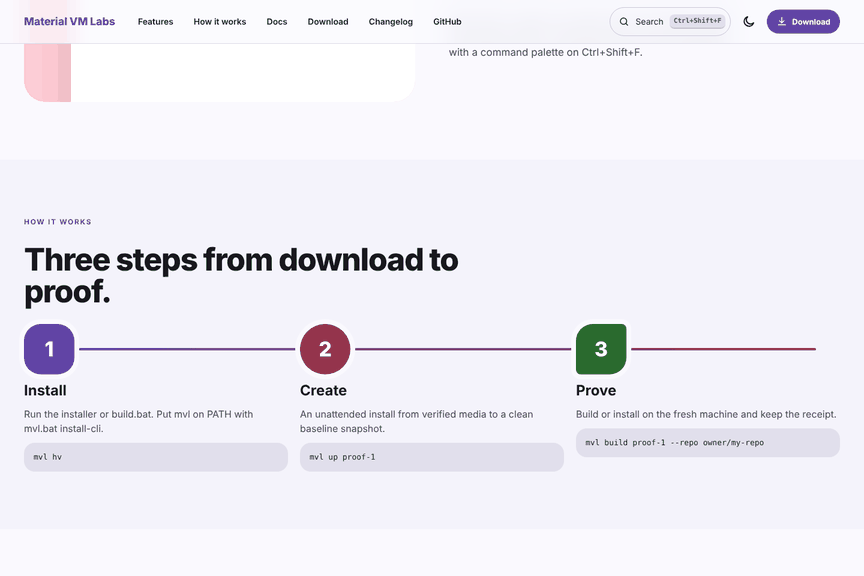 Material VM Labs
Features
How it works
Docs
Download
Changelog
GitHub
Search
Ctrl+Shift+F
Download
with a command palette on Ctrl+Shift+F.
HOW IT WORKS
Three steps from download to
proof.
1
Install
Run the installer or build.bat. Put mvl on PATH with
mvl.bat install-cli.
mvl hv
2
Create
An unattended install from verified media to a clean
baseline snapshot.
mvl up proof-1
3
Prove
Build or install on the fresh machine and keep the receipt.
mvl build proof-1 --repo owner/my-repo